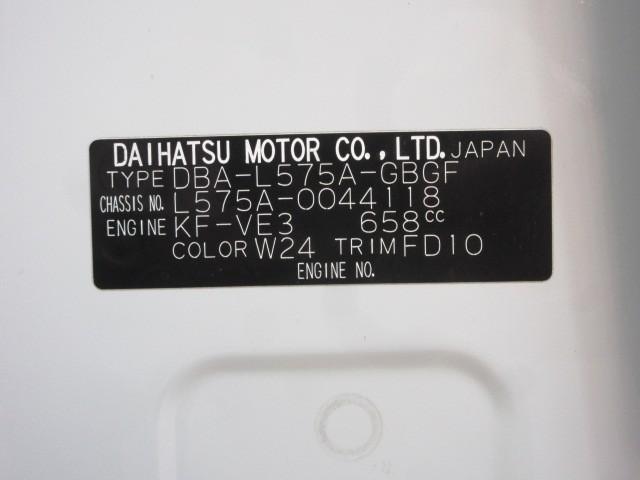 DAIHATSU MOTOR CO.,LTD. JAPAN
TYPE DBA-L575A-GBGF
CHASSIS NO. L575A-0044118
ENGINE KF-VE3 658cc
COLOR W24 TRIM FD10
ENGINE NO.